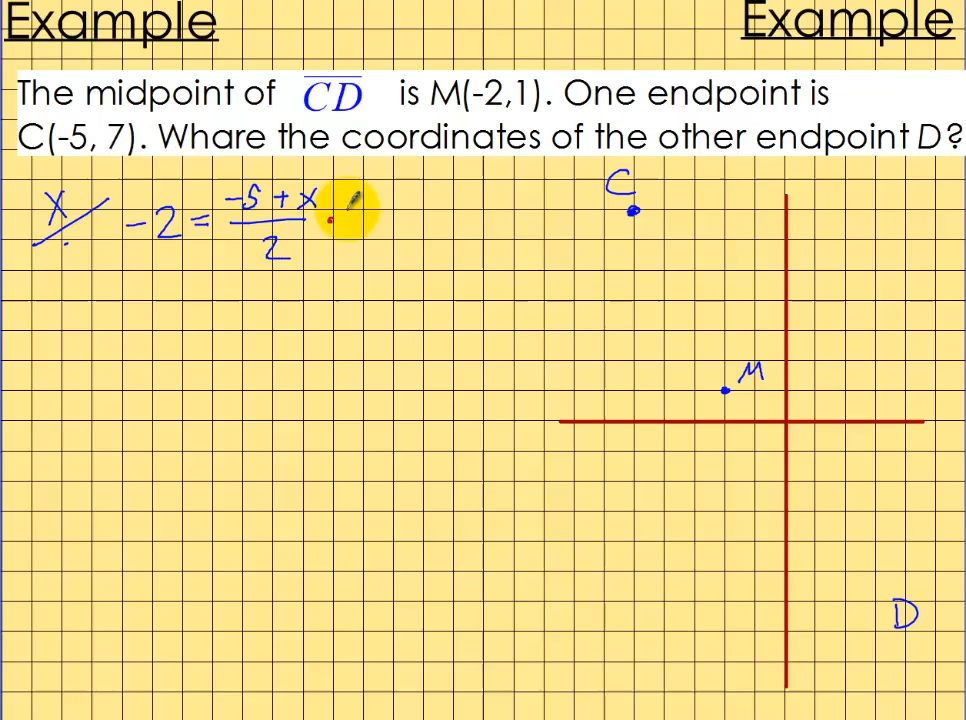 Example Example
The midpoint of CD is M(-2,1). One endpoint is
C(-5, 7). Whare the coordinates of the other endpoint D?
X -2 = -5 + x
2
C
M
D